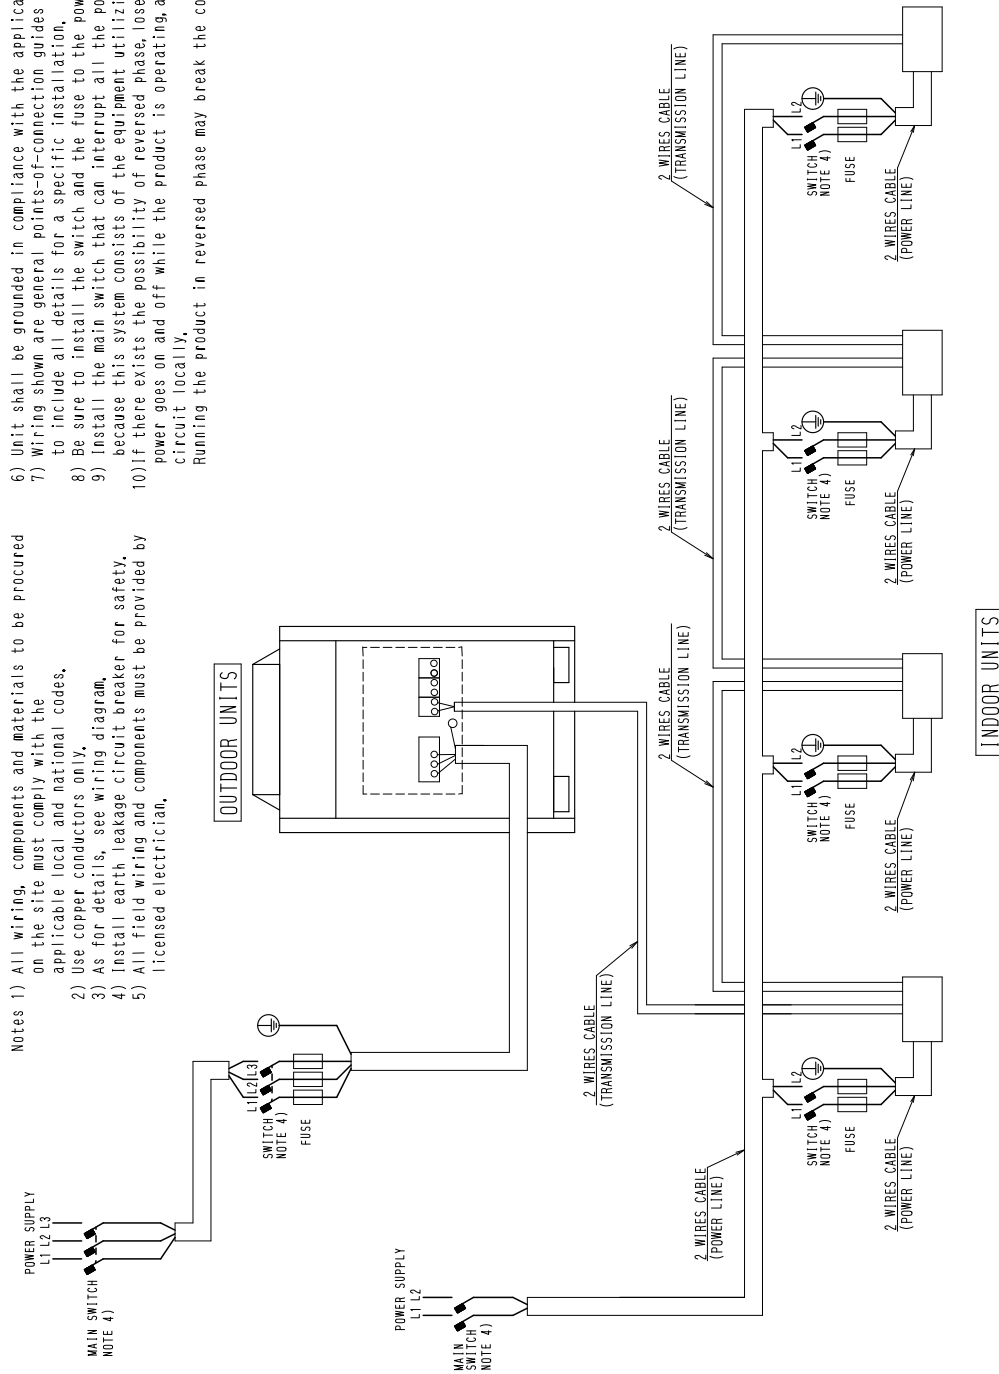 Notes 1) All wiring, components and materials to be procured
on the site must comply with the
applicable local and national codes.
2) Use copper conductors only.
3) As for details, see wiring diagram.
4) Install earth leakage circuit breaker for safety.
5) All field wiring and components must be provided by
licensed electrician.
6) Unit shall be grounded in compliance with the applica
7) Wiring shown are general points-of-connection guides
to include all details for a specific installation.
8) Be sure to install the switch and the fuse to the pow
9) Install the main switch that can interrupt all the po
because this system consists of the equipment utilizi
10)If there exists the possibility of reversed phase, lose
power goes on and off while the product is operating, a
circuit locally.
Running the product in reversed phase may break the co
POWER SUPPLY
L1 L2 L3
MAIN SWITCH
NOTE 4)
L1 L2 L3
SWITCH
NOTE 4)
FUSE
OUTDOOR UNITS
POWER SUPPLY
L1 L2
MAIN
SWITCH
NOTE 4)
2 WIRES CABLE
(TRANSMISSION LINE)
2 WIRES CABLE
(POWER LINE)
2 WIRES CABLE
(TRANSMISSION LINE)
2 WIRES CABLE
(TRANSMISSION LINE)
2 WIRES CABLE
(TRANSMISSION LINE)
L1 L2
SWITCH
NOTE 4)
FUSE
2 WIRES CABLE
(POWER LINE)
L1 L2
SWITCH
NOTE 4)
FUSE
2 WIRES CABLE
(POWER LINE)
L1 L2
SWITCH
NOTE 4)
FUSE
2 WIRES CABLE
(POWER LINE)
L1 L2
SWITCH
NOTE 4)
FUSE
2 WIRES CABLE
(POWER LINE)
INDOOR UNITS